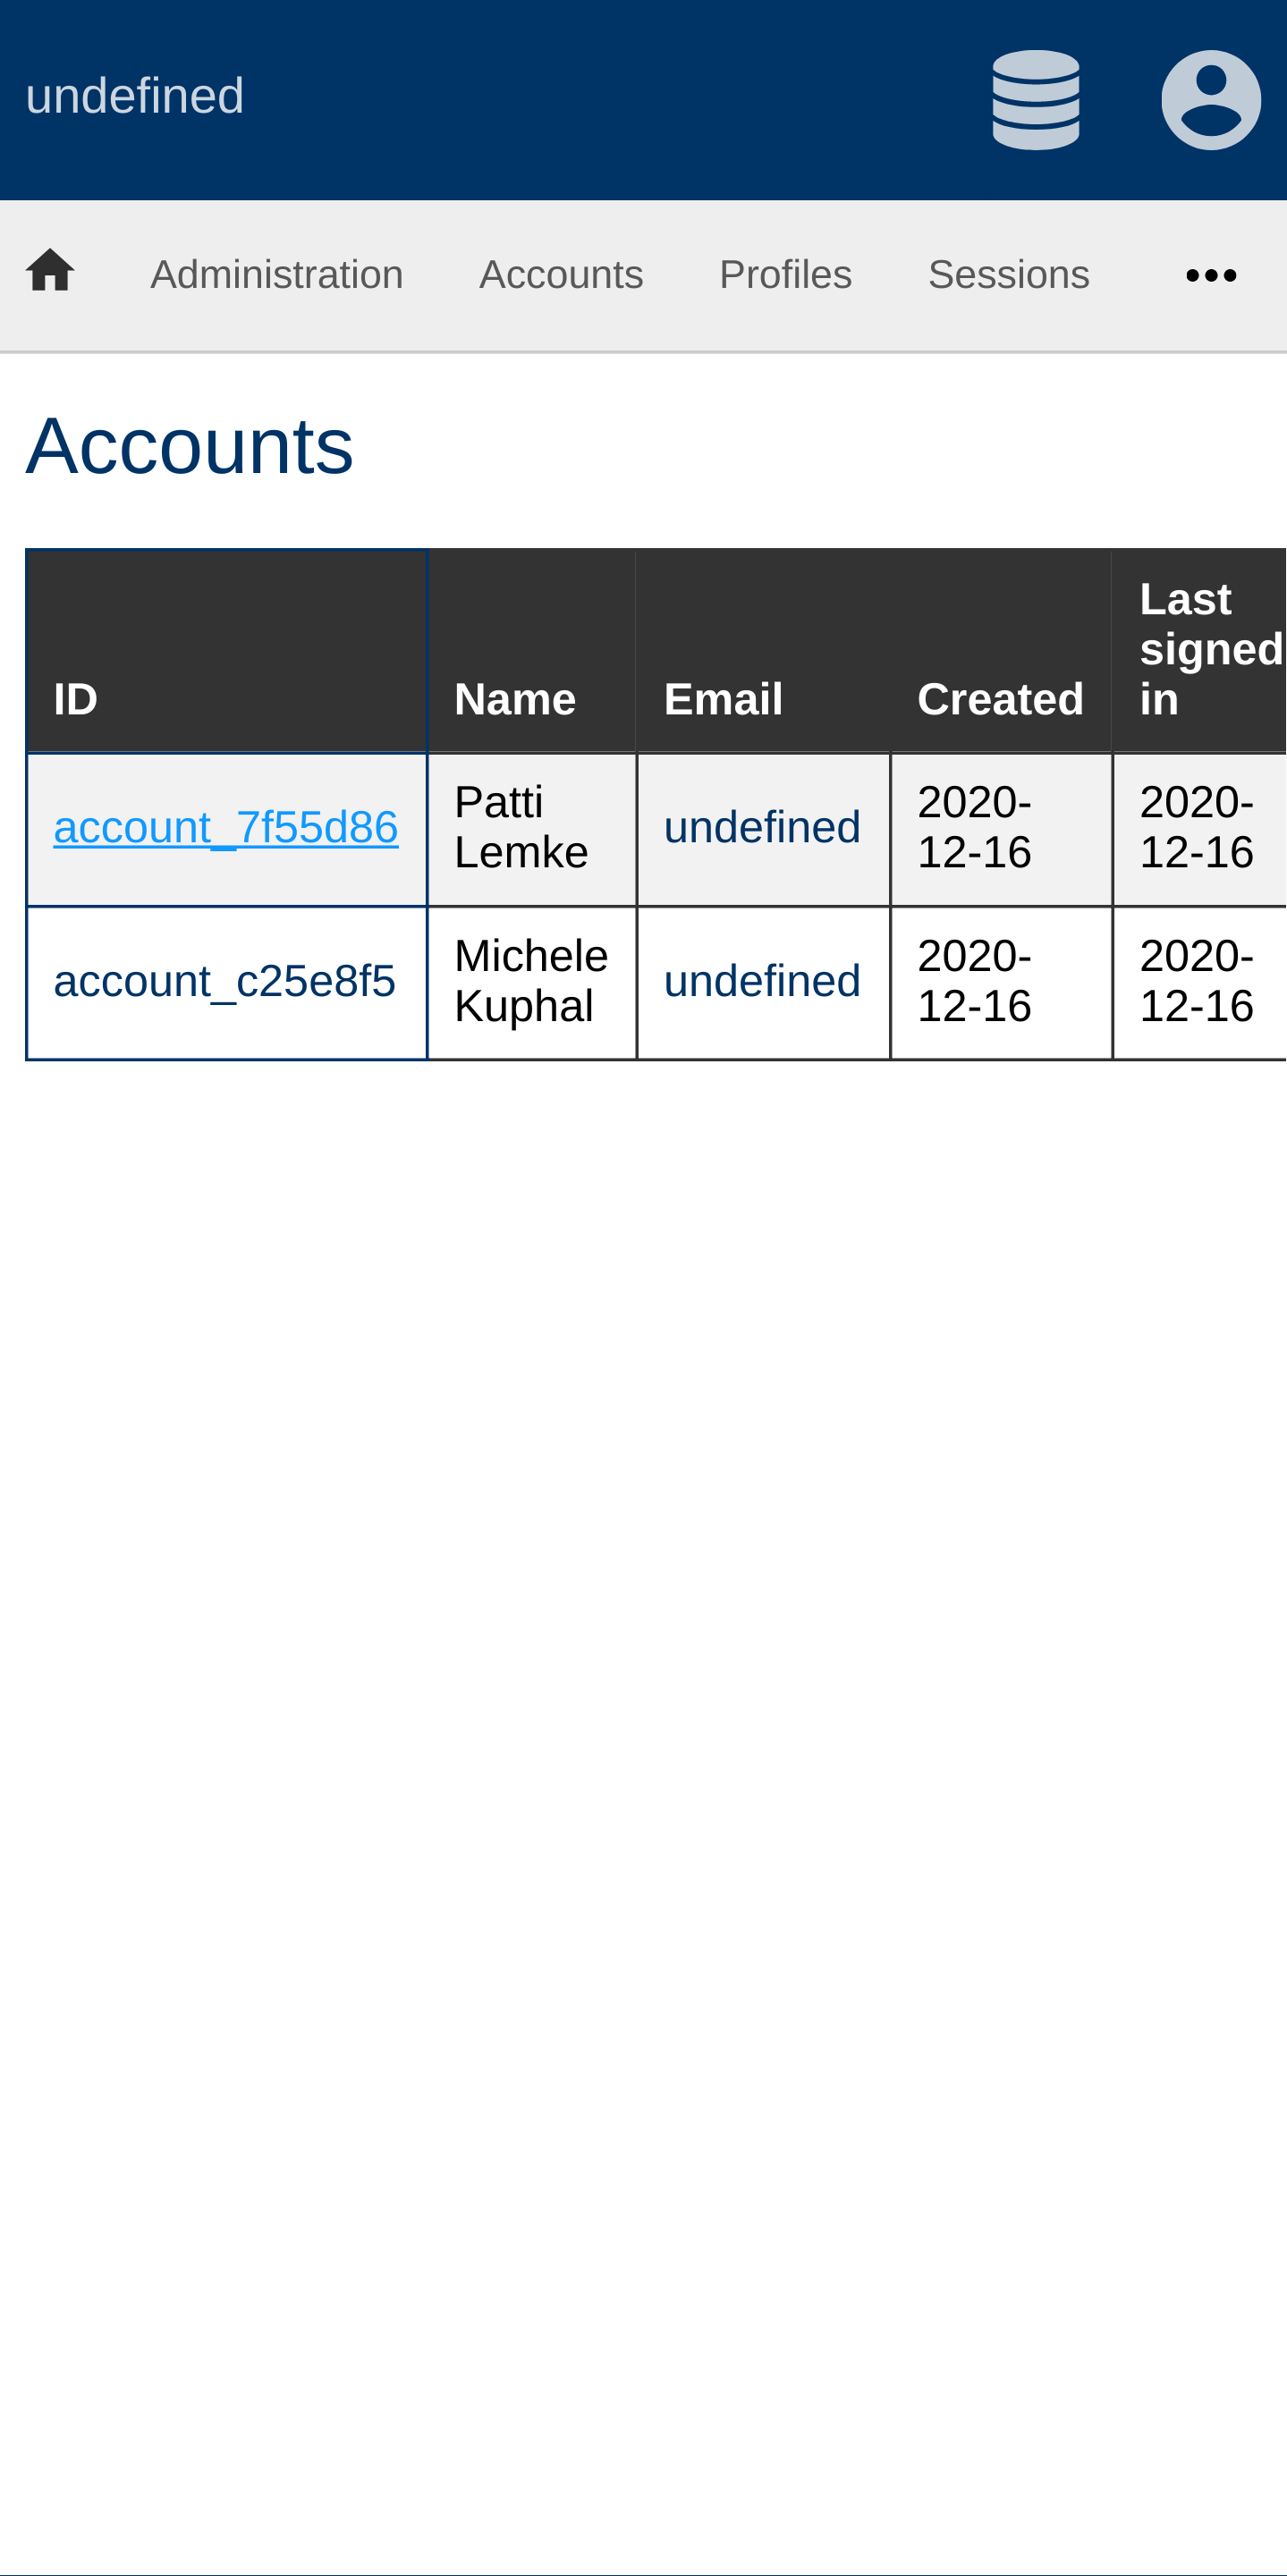 undefined
Administration Accounts Profiles Sessions
Accounts
ID Name Email Created Last signed in
account_7f55d86 Patti Lemke undefined 2020-12-16 2020-12-16
account_c25e8f5 Michele Kuphal undefined 2020-12-16 2020-12-16